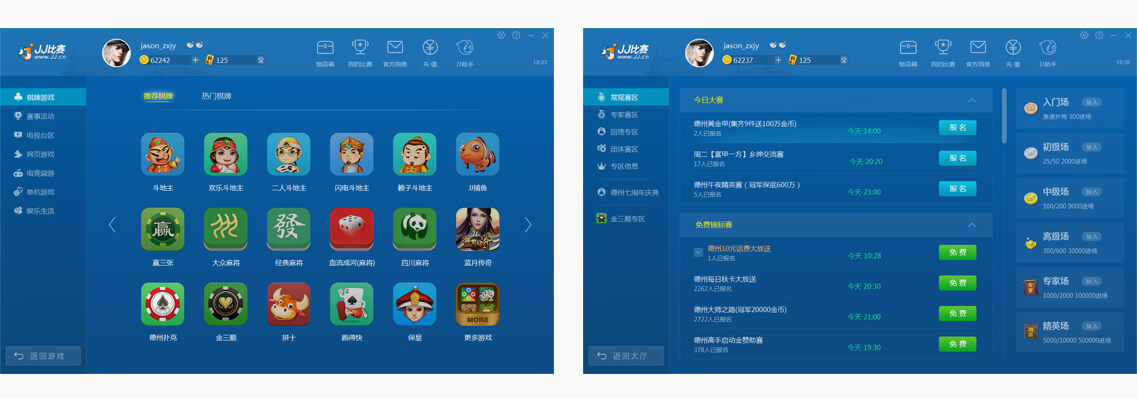 JJ比赛
www.JJ.cn
jason_zxjy
62242
125
物品箱
我的比赛
官方消息
充 值
JJ助手
10:23
棋牌游戏
赛事活动
电视台区
网页游戏
电竞端游
单机游戏
娱乐生活
返回游戏
推荐棋牌
热门棋牌
斗地主
欢乐斗地主
二人斗地主
闪电斗地主
赖子斗地主
JJ捕鱼
赢
發
赢三张
大众麻将
经典麻将
血流成河(麻将)
四川麻将
蓝月传奇
MORE
德州扑克
金三顺
拼十
跑得快
保皇
更多游戏
JJ比赛
www.JJ.cn
jason_zxjy
62237
125
物品箱
我的比赛
官方消息
充 值
JJ助手
10:20
常规赛区
专家赛区
回馈专区
团体赛区
专区信息
德州七周年庆典
金三顺专区
返回大厅
今日大赛
德州黄金甲(集齐9件送100万金币)
2人已报名
今天 14:00
报 名
周二【富甲一方】乡绅交流赛
17人已报名
今天 20:20
报 名
德州午夜精英赛（冠军保底600万）
5人已报名
今天 23:00
报 名
免费锦标赛
德州10元话费大放送
1人已报名
今天 10:28
免 费
德州每日秋卡大放送
2262人已报名
今天 20:30
免 费
德州大师之路(冠军20000金币)
2722人已报名
今天 21:00
免 费
德州高手启动金赞助赛
378人已报名
今天 19:30
免 费
入门场
加入
急速扑克 300进场
初级场
加入
25/50 2000进场
中级场
加入
100/200 9000进场
高级场
加入
300/600 30000进场
专家场
加入
1000/2000 100000进场
精英场
加入
5000/10000 500000进场